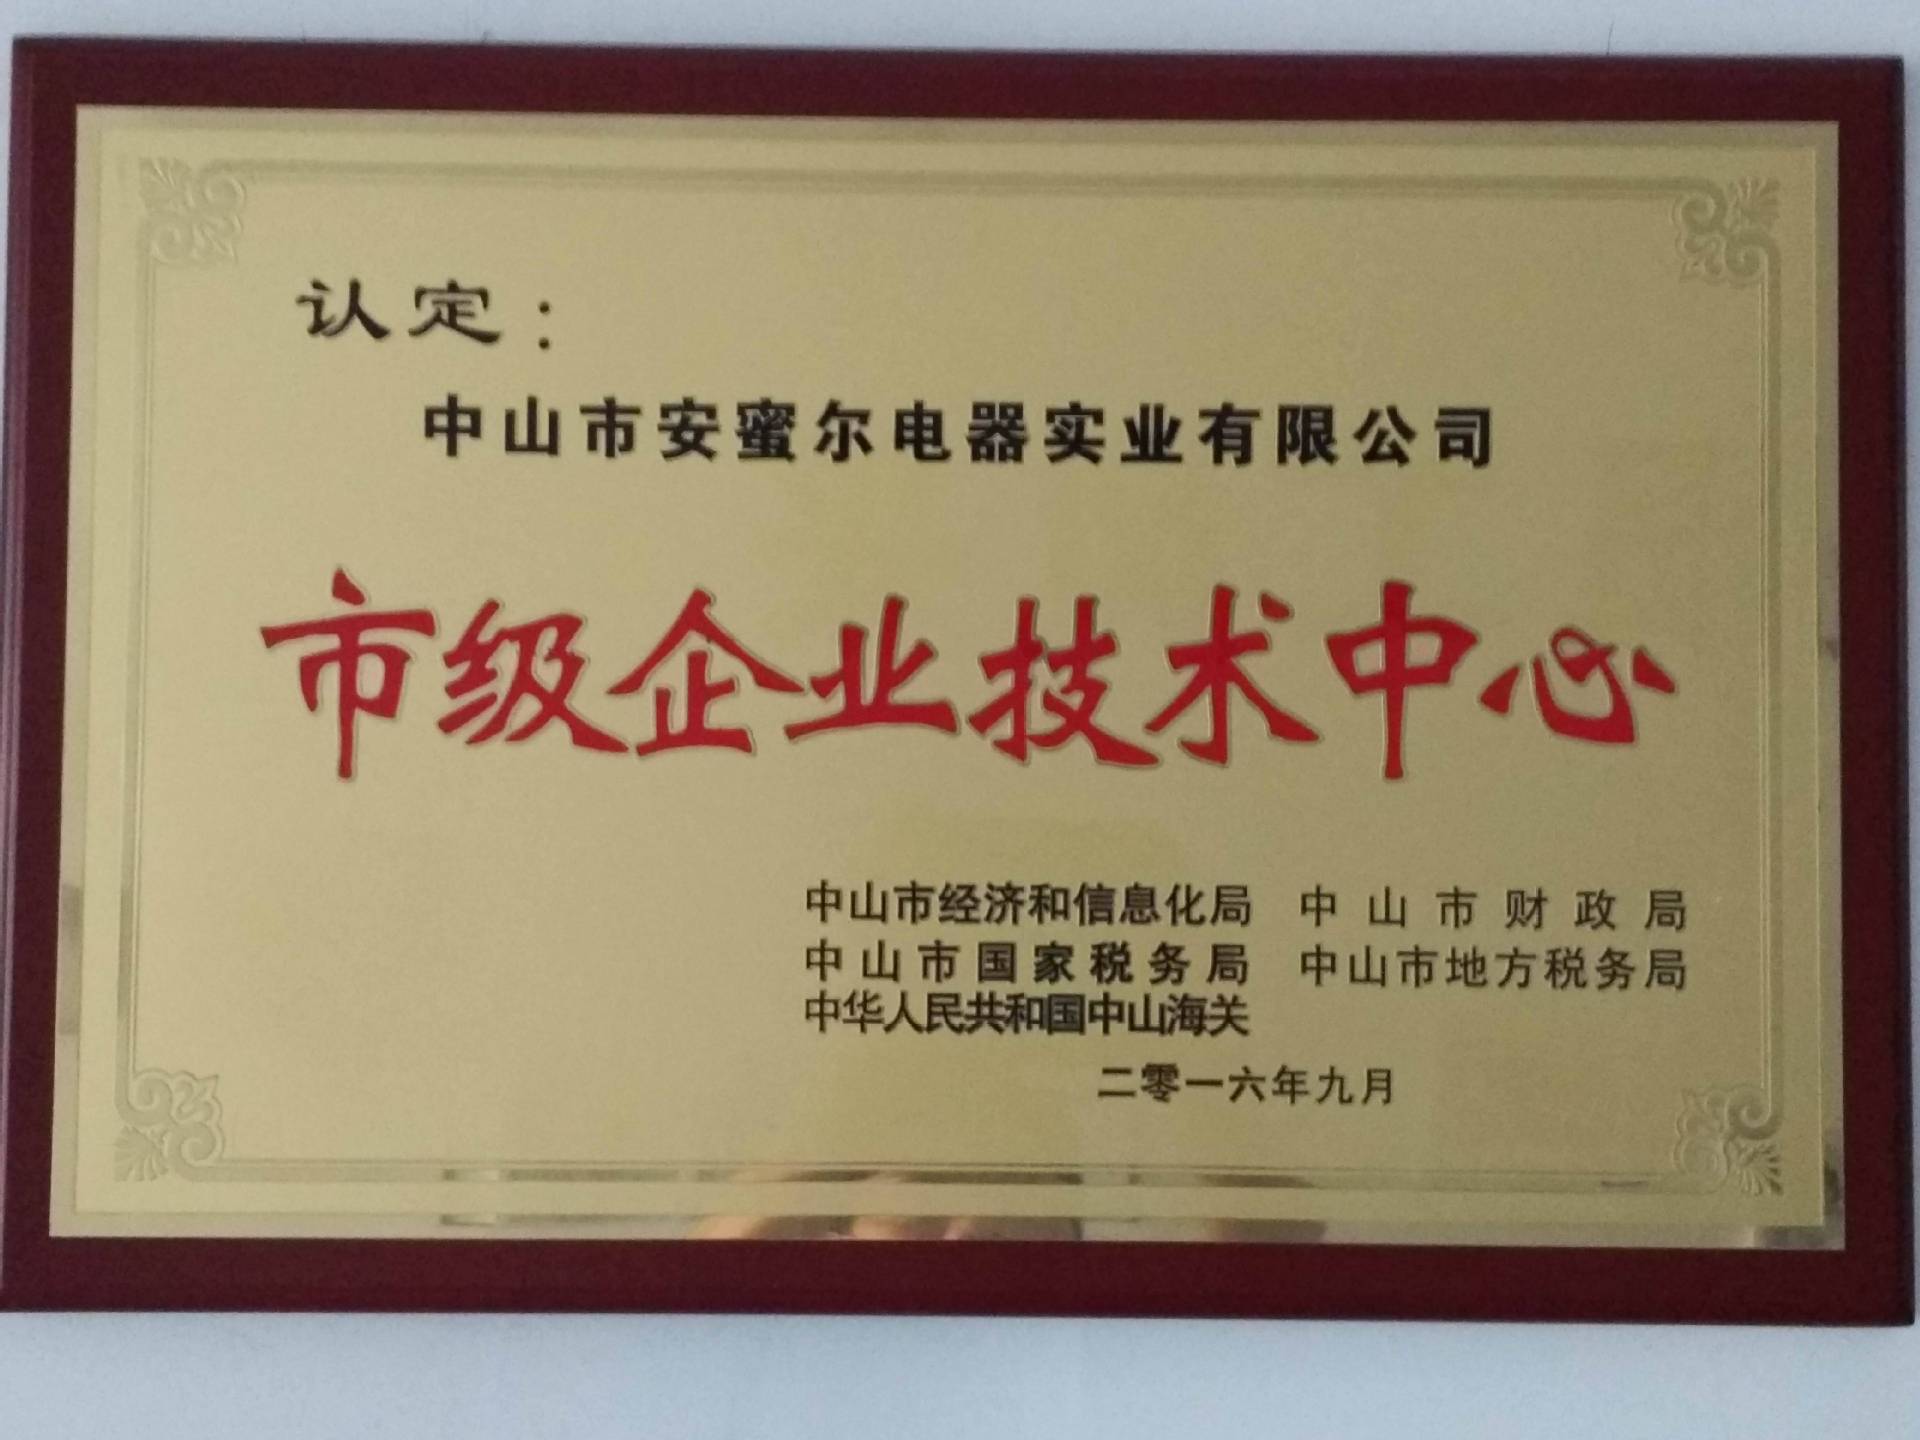 认定：
中山市安蜜尔电器实业有限公司
市级企业技术中心
中山市经济和信息化局 中山市财政局
中山市国家税务局 中山市地方税务局
中华人民共和国中山海关
二零一六年九月